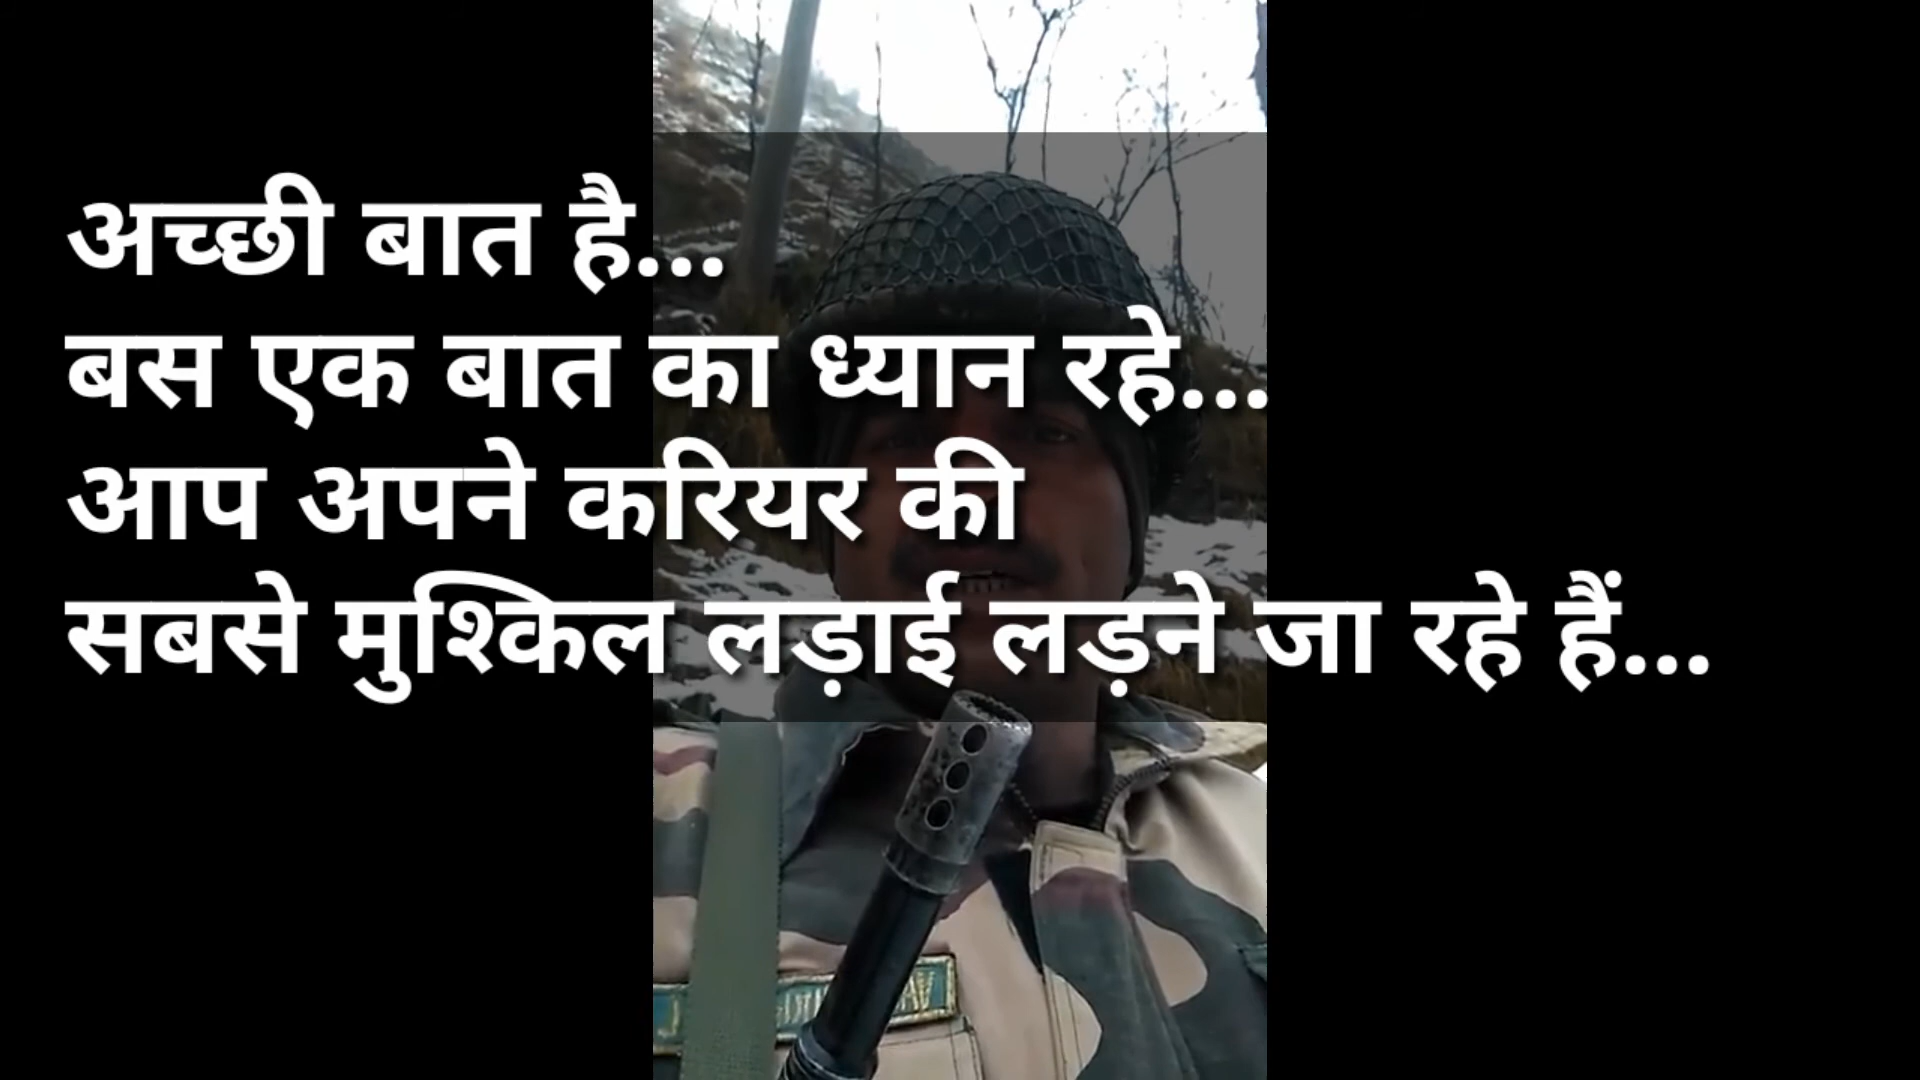 अच्छी बात है...
बस एक बात का ध्यान रहे...
आप अपने करियर की
सबसे मुश्किल लड़ाई लड़ने जा रहे हैं...